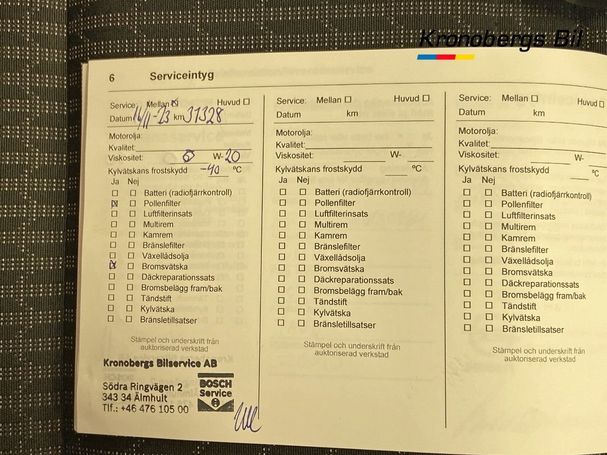 Kronobergs Bil
6 Serviceintyg
Service: Mellan ☒ Huvud ☐
Datum 16/11-23 km 31328
Motorolja:
Kvalitet:
Viskositet: 0 W- 20
Kylvätskans frostskydd -40 °C
Ja Nej
☐ ☐ Batteri (radiofjärrkontroll)
☒ ☐ Pollenfilter
☐ ☐ Luftfilterinsats
☐ ☐ Multirem
☐ ☐ Kamrem
☐ ☐ Bränslefilter
☐ ☐ Växellådsolja
☒ ☐ Bromsvätska
☐ ☐ Däckreparationssats
☐ ☐ Bromsbelägg fram/bak
☐ ☐ Tändstift
☐ ☐ Kylvätska
☐ ☐ Bränsletillsatser
Stämpel och underskrift från
auktoriserad verkstad
Kronobergs Bilservice AB
Södra Ringvägen 2
343 34 Älmhult
Tlf.: +46 476 105 00
BOSCH
Service
Service: Mellan ☐ Huvud ☐
Datum km
Motorolja:
Kvalitet:
Viskositet: W-
Kylvätskans frostskydd °C
Ja Nej
☐ ☐ Batteri (radiofjärrkontroll)
☐ ☐ Pollenfilter
☐ ☐ Luftfilterinsats
☐ ☐ Multirem
☐ ☐ Kamrem
☐ ☐ Bränslefilter
☐ ☐ Växellådsolja
☐ ☐ Bromsvätska
☐ ☐ Däckreparationssats
☐ ☐ Bromsbelägg fram/bak
☐ ☐ Tändstift
☐ ☐ Kylvätska
☐ ☐ Bränsletillsatser
Stämpel och underskrift från
auktoriserad verkstad
Service: Mellan ☐ Huvud ☐
Datum km
Motorolja:
Kvalitet:
Viskositet: W-
Kylvätskans frostskydd ºC
Ja Nej
☐ ☐ Batteri (radiofjärrkontroll)
☐ ☐ Pollenfilter
☐ ☐ Luftfilterinsats
☐ ☐ Multirem
☐ ☐ Kamrem
☐ ☐ Bränslefilter
☐ ☐ Växellådsolja
☐ ☐ Bromsvätska
☐ ☐ Däckreparationssats
☐ ☐ Bromsbelägg fram/bak
☐ ☐ Tändstift
☐ ☐ Kylvätska
☐ ☐ Bränsletillsatser
Stämpel och underskrift från
auktoriserad verkstad